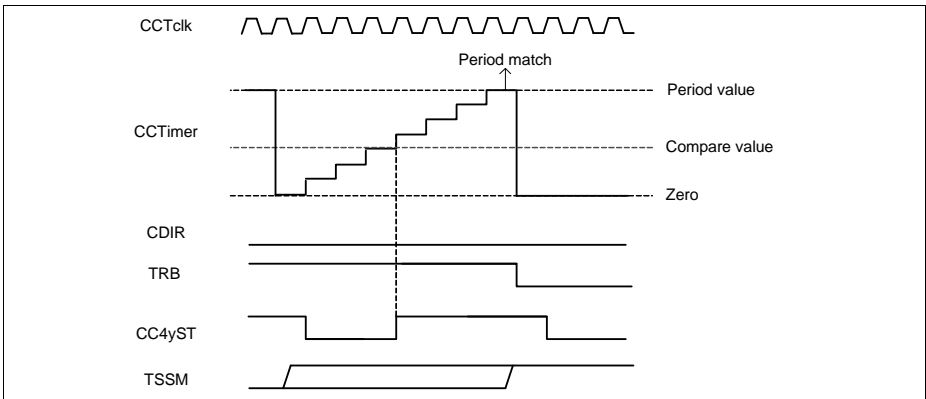 CCTclk
Period match
Period value
CCTimer
Compare value
Zero
CDIR
TRB
CC4yST
TSSM